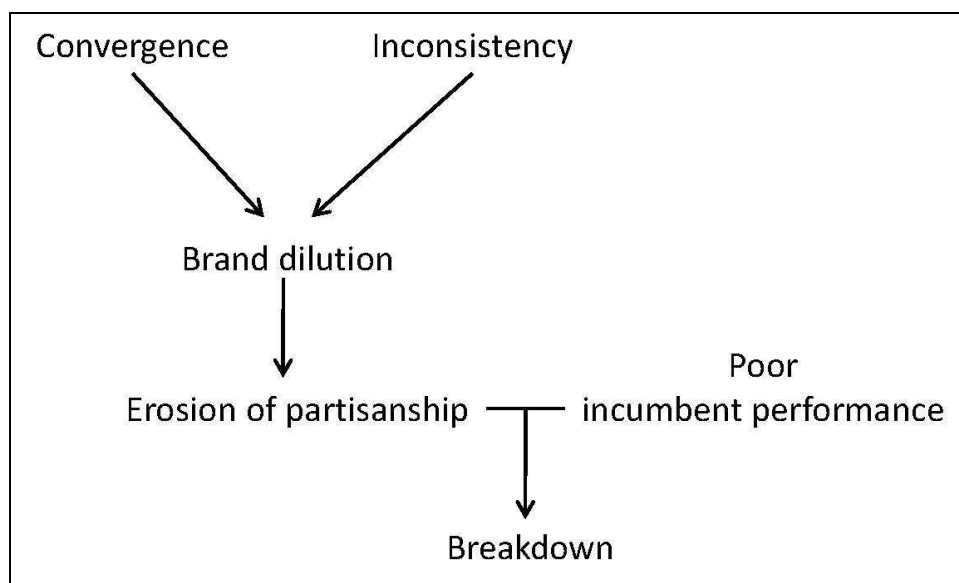 Convergence
Inconsistency
Brand dilution
Poor
Erosion of partisanship
incumbent performance
Breakdown